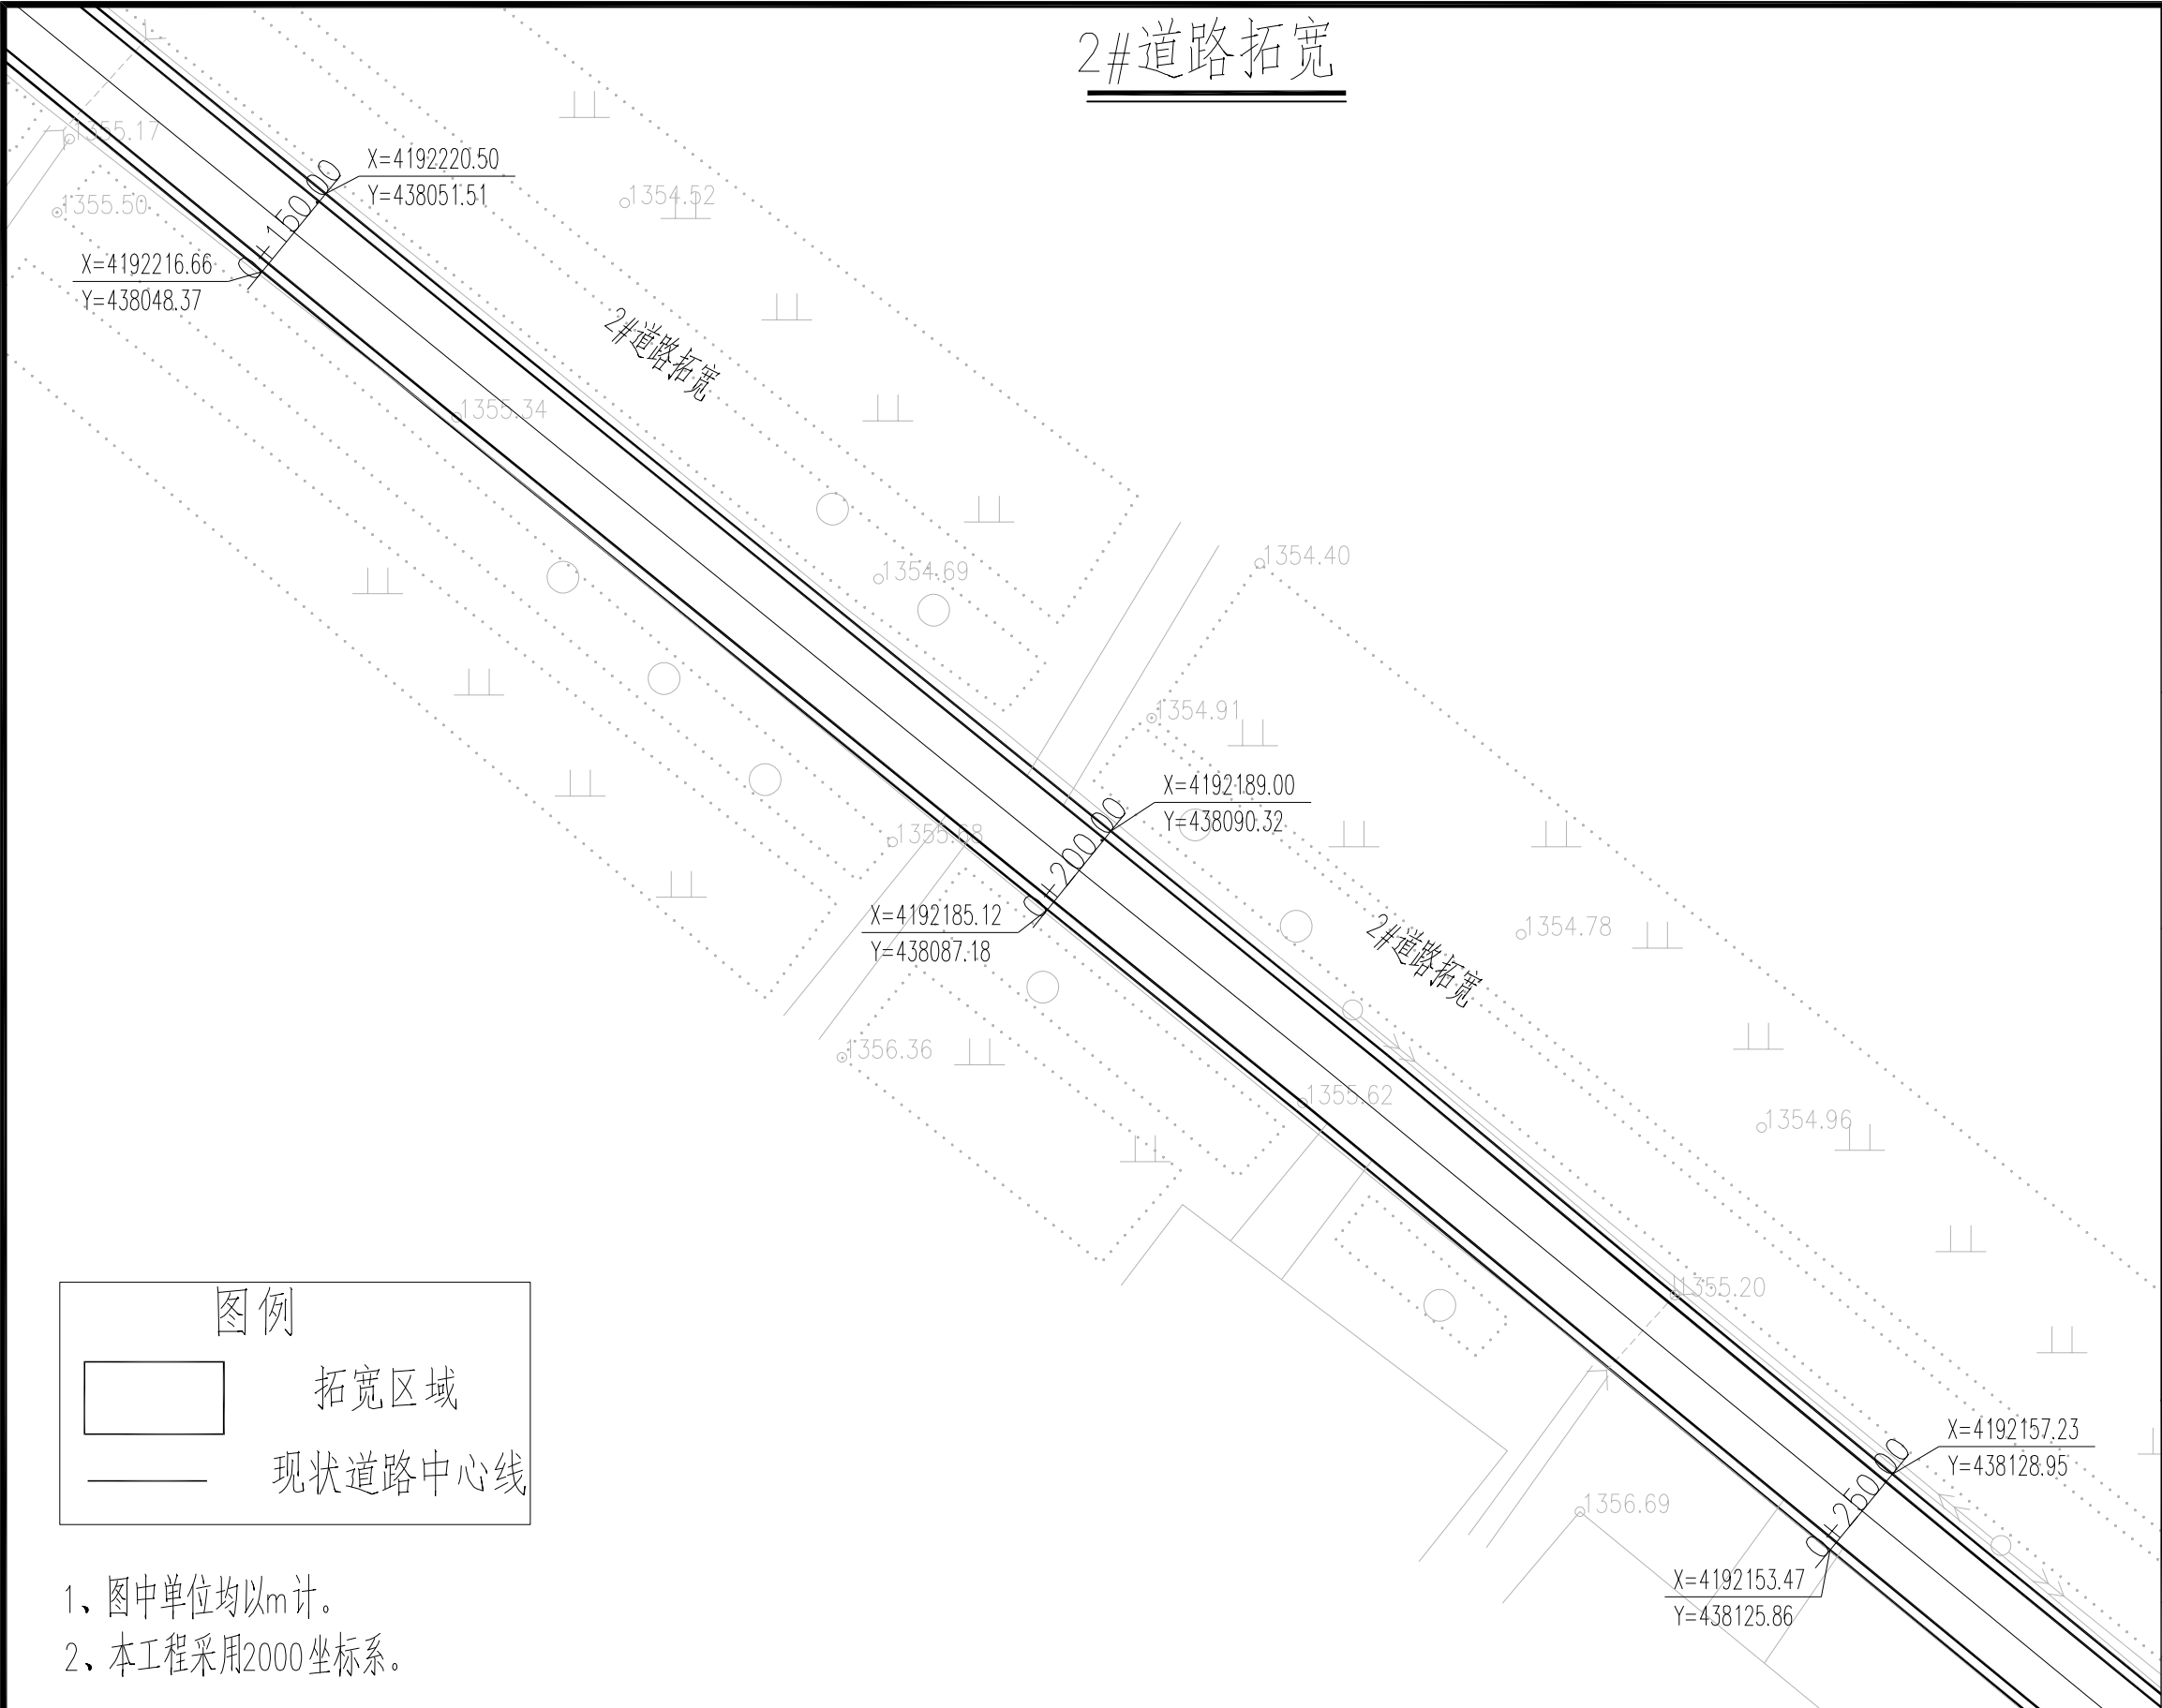 2#道路拓宽
1355.17
X=4192220.50
Y=438051.51
1354.52
1355.50
0+150.00
X=4192216.66
Y=438048.37
2#道路拓宽
1355.34
1354.69
1354.40
1354.91
X=4192189.00
Y=438090.32
1355.68
0+200.00
X=4192185.12
Y=438087.18
2#道路拓宽
1354.78
1356.36
1355.62
1354.96
1355.20
图例
拓宽区域
现状道路中心线
X=4192157.23
Y=438128.95
0+250.00
1356.69
X=4192153.47
Y=438125.86
1、图中单位均以m计。
2、本工程采用2000坐标系。